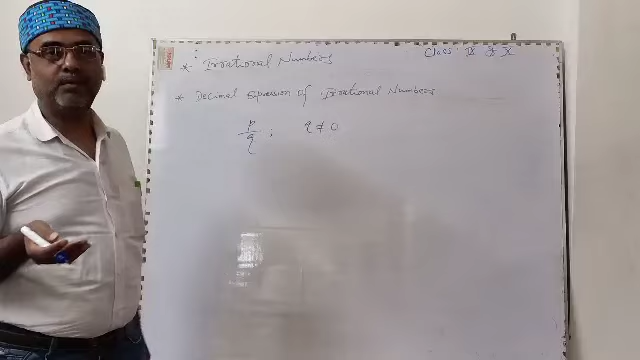 * Irrational Numbers
Class: IX & X
* Decimal expression of Irrational Numbers
p/q ; q ≠ 0